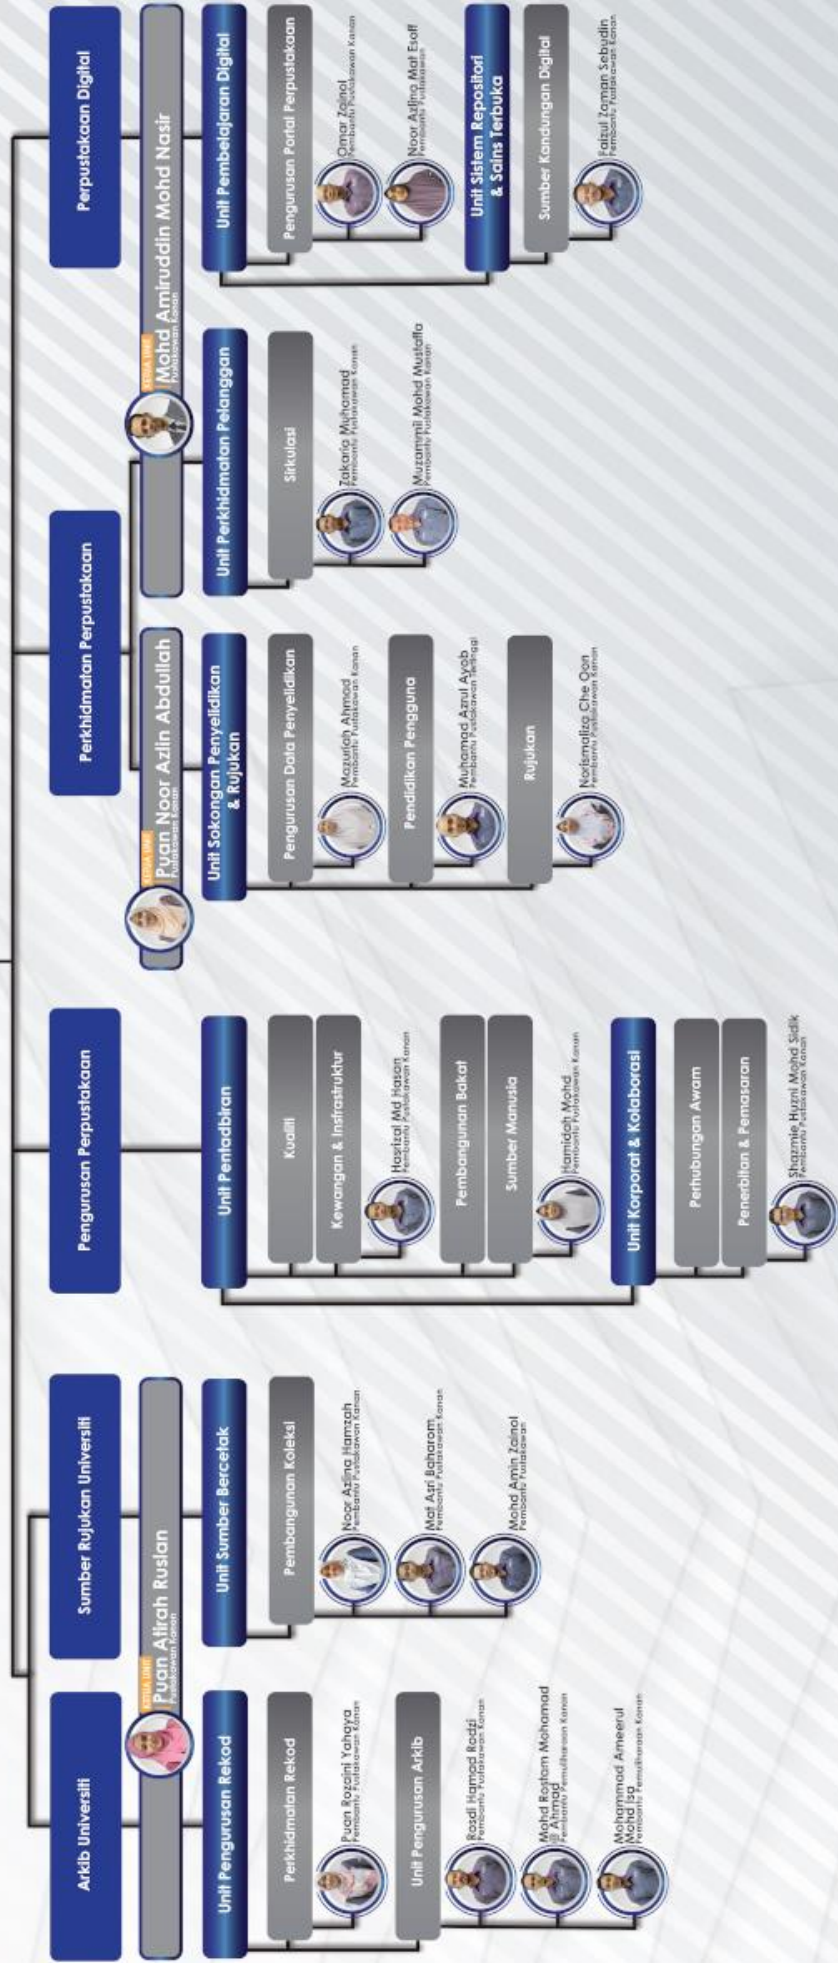 Arkib Universiti
Sumber Rujukan Universiti
KETUA UNIT
Puan Atirah Ruslan
Pustakawan Kanan
Unit Pengurusan Rekod
Perkhidmatan Rekod
Puan Rozaini Yahaya
Pembantu Pustakawan Kanan
Unit Pengurusan Arkib
Rosdi Hamad Radzi
Pembantu Pustakawan Kanan
Mohd Rostam Mohamad
@ Ahmad
Pembantu Pemuliharaan Kanan
Mohammad Ameerul
Mohd Isa
Pembantu Pemuliharaan Kanan
Unit Sumber Bercetak
Pembangunan Koleksi
Noor Azlina Hamzah
Pembantu Pustakawan Kanan
Mat Asri Baharom
Pembantu Pustakawan Kanan
Mohd Amin Zainol
Pembantu Pustakawan
Pengurusan Perpustakaan
Unit Pentadbiran
Kualiti
Kewangan & Insfrastruktur
Hasrizal Md Hasan
Pembantu Pustakawan Kanan
Pembangunan Bakat
Sumber Manusia
Hamidah Mohd
Pembantu Pustakawan Kanan
Unit Korporat & Kolaborasi
Perhubungan Awam
Penerbitan & Pemasaran
Shazmie Huzni Mohd Sidik
Pembantu Pustakawan Kanan
Perkhidmatan Perpustakaan
KETUA UNIT
Puan Noor Azlin Abdullah
Pustakawan Kanan
Unit Sokongan Penyelidikan
& Rujukan
Pengurusan Data Penyelidikan
Mazuriah Ahmad
Pembantu Pustakawan Kanan
Pendidikan Pengguna
Muhamad Azrul Ayob
Pembantu Pustakawan Tertinggi
Rujukan
Norismaliza Che Oan
Pembantu Pustakawan Kanan
Perpustakaan Digital
KETUA UNIT
Mohd Amiruddin Mohd Nasir
Pustakawan Kanan
Unit Perkhidmatan Pelanggan
Sirkulasi
Zakaria Muhamad
Pembantu Pustakawan Kanan
Muzammil Mohd Mustaffa
Pembantu Pustakawan Kanan
Unit Pembelajaran Digital
Pengurusan Portal Perpustakaan
Omar Zainol
Pembantu Pustakawan Kanan
Noor Azlina Mat Esoff
Pembantu Pustakawan
Unit Sistem Repositori
& Sains Terbuka
Sumber Kandungan Digital
Faizul Zaman Sebudin
Pembantu Pustakawan Kanan